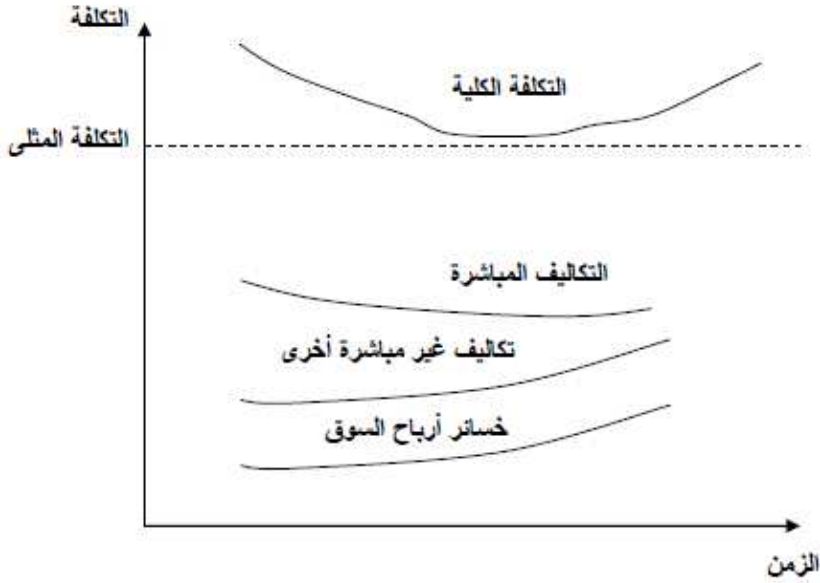 التكلفة
التكلفة الكلية
التكلفة المثلى
التكاليف المباشرة
تكاليف غير مباشرة أخرى
خسائر أرباح السوق
الزمن